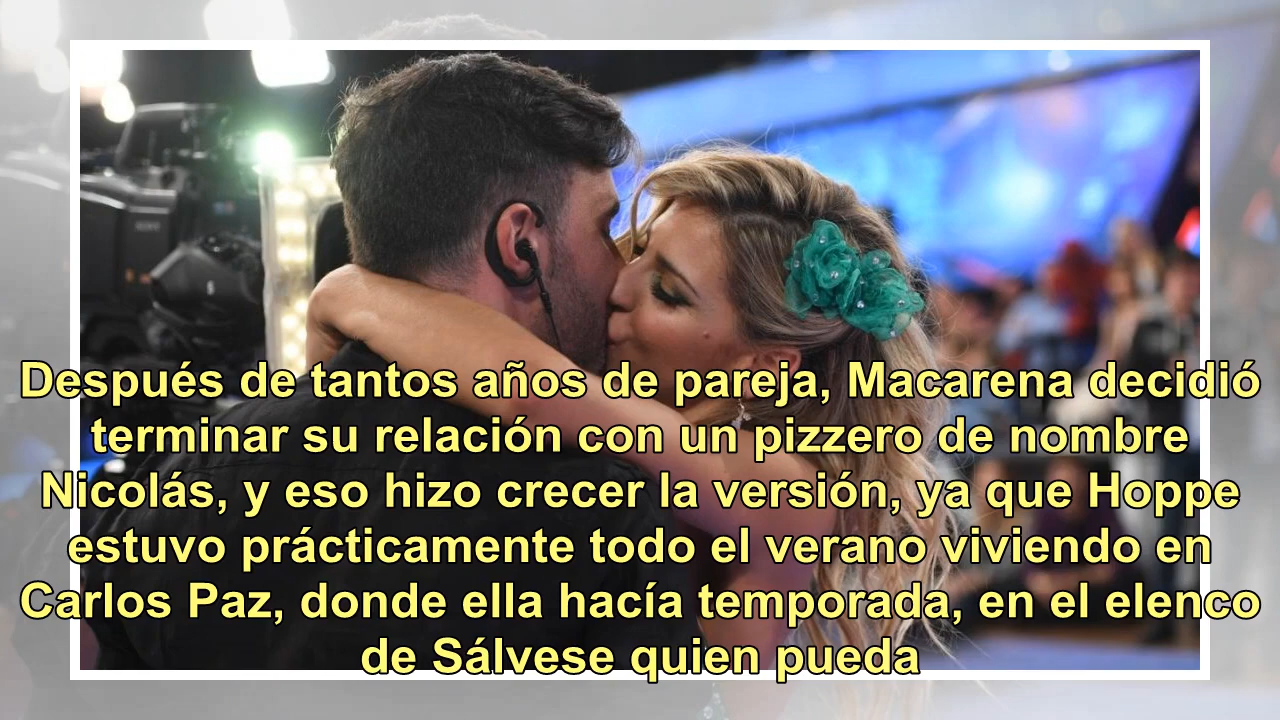 Después de tantos años de pareja, Macarena decidió
terminar su relación con un pizzero de nombre
Nicolás, y eso hizo crecer la versión, ya que Hoppe
estuvo prácticamente todo el verano viviendo en
Carlos Paz, donde ella hacía temporada, en el elenco
de Sálvese quien pueda